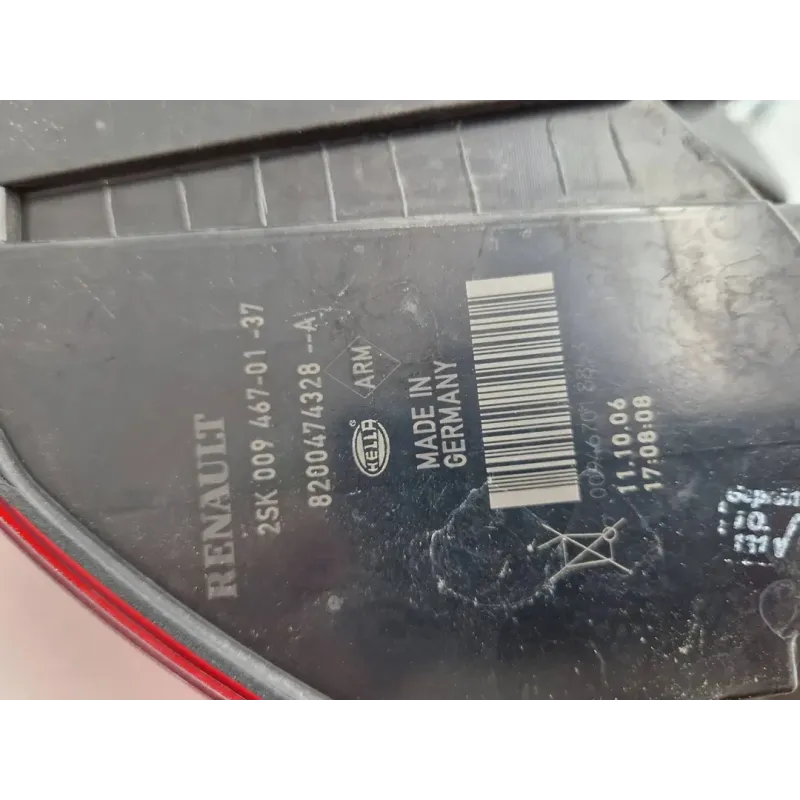 RENAULT
2SK 009 467-01 -37
8200474328 --A
HELLA
ARM
MADE IN
GERMANY
11.10.06
17:08:08